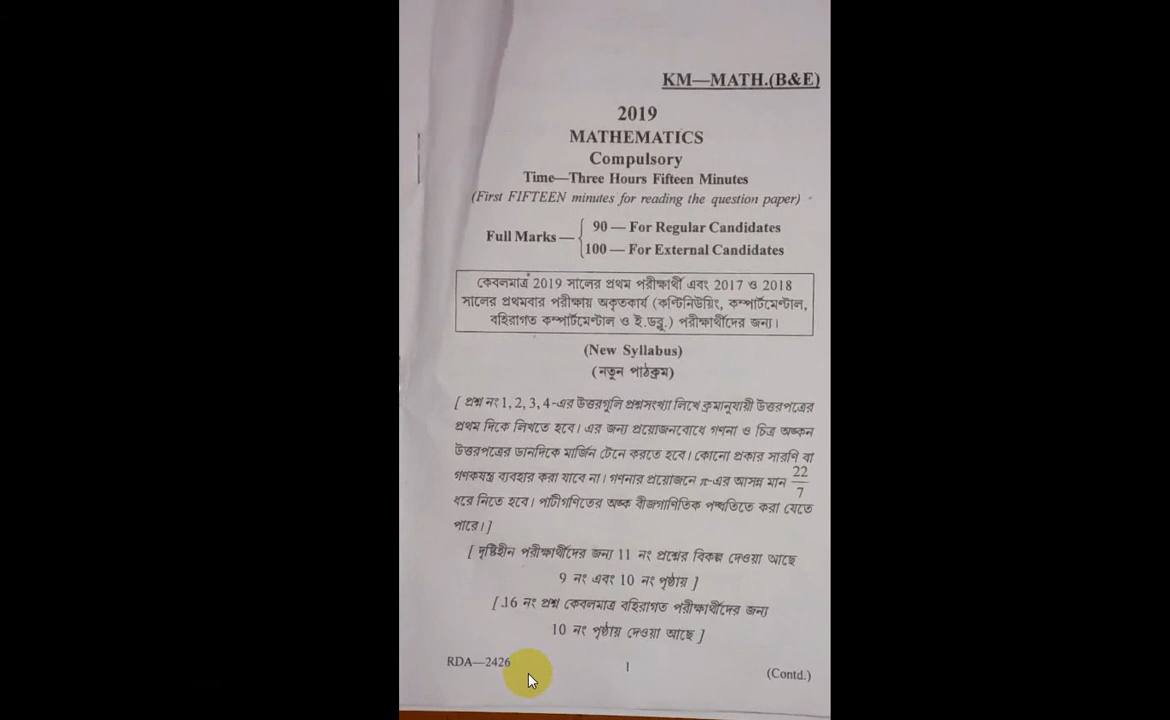 KM—MATH.(B&E)
2019
MATHEMATICS
Compulsory
Time—Three Hours Fifteen Minutes
(First FIFTEEN minutes for reading the question paper)
Full Marks — { 90 — For Regular Candidates
100 — For External Candidates
কেবলমাত্র 2019 সালের প্রথম পরীক্ষার্থী এবং 2017 ও 2018
সালের প্রথমবার পরীক্ষায় অকৃতকার্য (কন্টিনিউয়িং, কম্পার্টমেন্টাল,
বহিরাগত কম্পার্টমেন্টাল ও ই.ডব্লু.) পরীক্ষার্থীদের জন্য।
(New Syllabus)
(নতুন পাঠক্রম)
[ প্রশ্ন নং 1, 2, 3, 4-এর উত্তরগুলি প্রশ্নসংখ্যা লিখে ক্রমানুযায়ী উত্তরপত্রের
প্রথম দিকে লিখতে হবে। এর জন্য প্রয়োজনবোধে গণনা ও চিত্র অঙ্কন
উত্তরপত্রের ডানদিকে মার্জিন টেনে করতে হবে। কোনো প্রকার সারণি বা
গণকযন্ত্র ব্যবহার করা যাবে না। গণনার প্রয়োজনে π-এর আসন্ন মান 22/7
ধরে নিতে হবে। পাটীগণিতের অঙ্ক বীজগাণিতিক পদ্ধতিতে করা যেতে
পারে। ]
[ দৃষ্টিহীন পরীক্ষার্থীদের জন্য 11 নং প্রশ্নের বিকল্প দেওয়া আছে
9 নং এবং 10 নং পৃষ্ঠায় ]
[ 16 নং প্রশ্ন কেবলমাত্র বহিরাগত পরীক্ষার্থীদের জন্য
10 নং পৃষ্ঠায় দেওয়া আছে ]
RDA—2426
1
(Contd.)